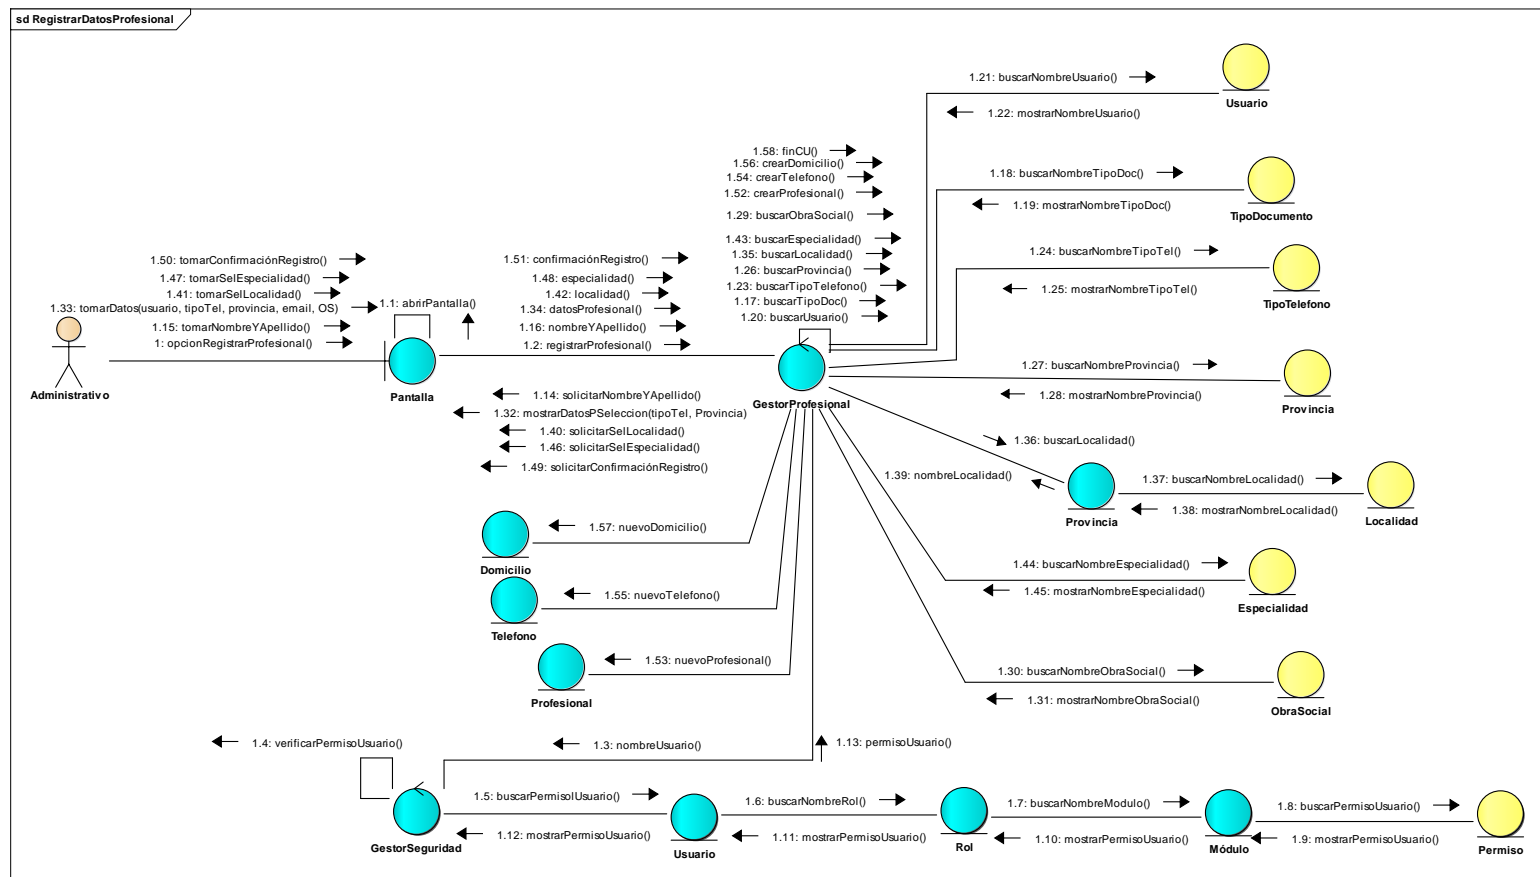 sd RegistrarDatosProfesional
1.21: buscarNombreUsuario()
Usuario
1.22: mostrarNombreUsuario()
1.58: finCU()
1.56: crearDomicilio()
1.54: crearTelefono()
1.52: crearProfesional()
1.29: buscarObraSocial()
1.43: buscarEspecialidad()
1.35: buscarLocalidad()
1.26: buscarProvincia()
1.23: buscarTipoTelefono()
1.17: buscarTipoDoc()
1.20: buscarUsuario()
1.18: buscarNombreTipoDoc()
1.19: mostrarNombreTipoDoc()
TipoDocumento
1.24: buscarNombreTipoTel()
1.25: mostrarNombreTipoTel()
TipoTelefono
1.50: tomarConfirmaciónRegistro()
1.47: tomarSelEspecialidad()
1.41: tomarSelLocalidad()
1.33: tomarDatos(usuario, tipoTel, provincia, email, OS)
1.15: tomarNombreYApellido()
1: opcionRegistrarProfesional()
1.1: abrirPantalla()
1.51: confirmaciónRegistro()
1.48: especialidad()
1.42: localidad()
1.34: datosProfesional()
1.16: nombreYApellido()
1.2: registrarProfesional()
Administrativo
Pantalla
GestorProfesional
1.27: buscarNombreProvincia()
1.28: mostrarNombreProvincia()
Provincia
1.14: solicitarNombreYApellido()
1.32: mostrarDatosPSeleccion(tipoTel, Provincia)
1.40: solicitarSelLocalidad()
1.46: solicitarSelEspecialidad()
1.49: solicitarConfirmaciónRegistro()
1.36: buscarLocalidad()
1.39: nombreLocalidad()
Provincia
1.37: buscarNombreLocalidad()
1.38: mostrarNombreLocalidad()
Localidad
1.57: nuevoDomicilio()
Domicilio
1.44: buscarNombreEspecialidad()
1.45: mostrarNombreEspecialidad()
Especialidad
1.55: nuevoTelefono()
Telefono
1.53: nuevoProfesional()
Profesional
1.30: buscarNombreObraSocial()
1.31: mostrarNombreObraSocial()
ObraSocial
1.4: verificarPermisoUsuario()
1.3: nombreUsuario()
1.13: permisoUsuario()
1.5: buscarPermisolUsuario()
1.12: mostrarPermisoUsuario()
GestorSeguridad
1.6: buscarNombreRol()
1.11: mostrarPermisoUsuario()
Usuario
1.7: buscarNombreModulo()
1.10: mostrarPermisoUsuario()
Rol
1.8: buscarPermisoUsuario()
1.9: mostrarPermisoUsuario()
Módulo
Permiso